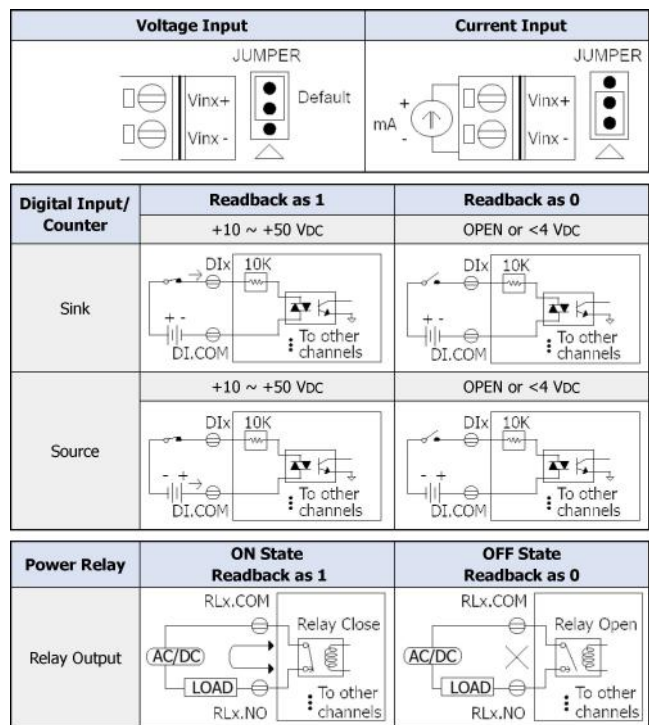 Voltage Input
Current Input
JUMPER
Vinx+
Default
Vinx -
JUMPER
+
mA
-
Vinx+
Vinx -
Digital Input/
Counter
Readback as 1
Readback as 0
+10 ~ +50 VDC
OPEN or <4 VDC
Sink
DIx 10K
+ -
DI.COM
To other
channels
DIx 10K
+ -
DI.COM
To other
channels
+10 ~ +50 VDC
OPEN or <4 VDC
Source
DIx 10K
- +
DI.COM
To other
channels
DIx 10K
- +
DI.COM
To other
channels
Power Relay
ON State
Readback as 1
OFF State
Readback as 0
Relay Output
RLx.COM
Relay Close
AC/DC
LOAD
To other
channels
RLx.NO
RLx.COM
Relay Open
AC/DC
LOAD
To other
channels
RLx.NO